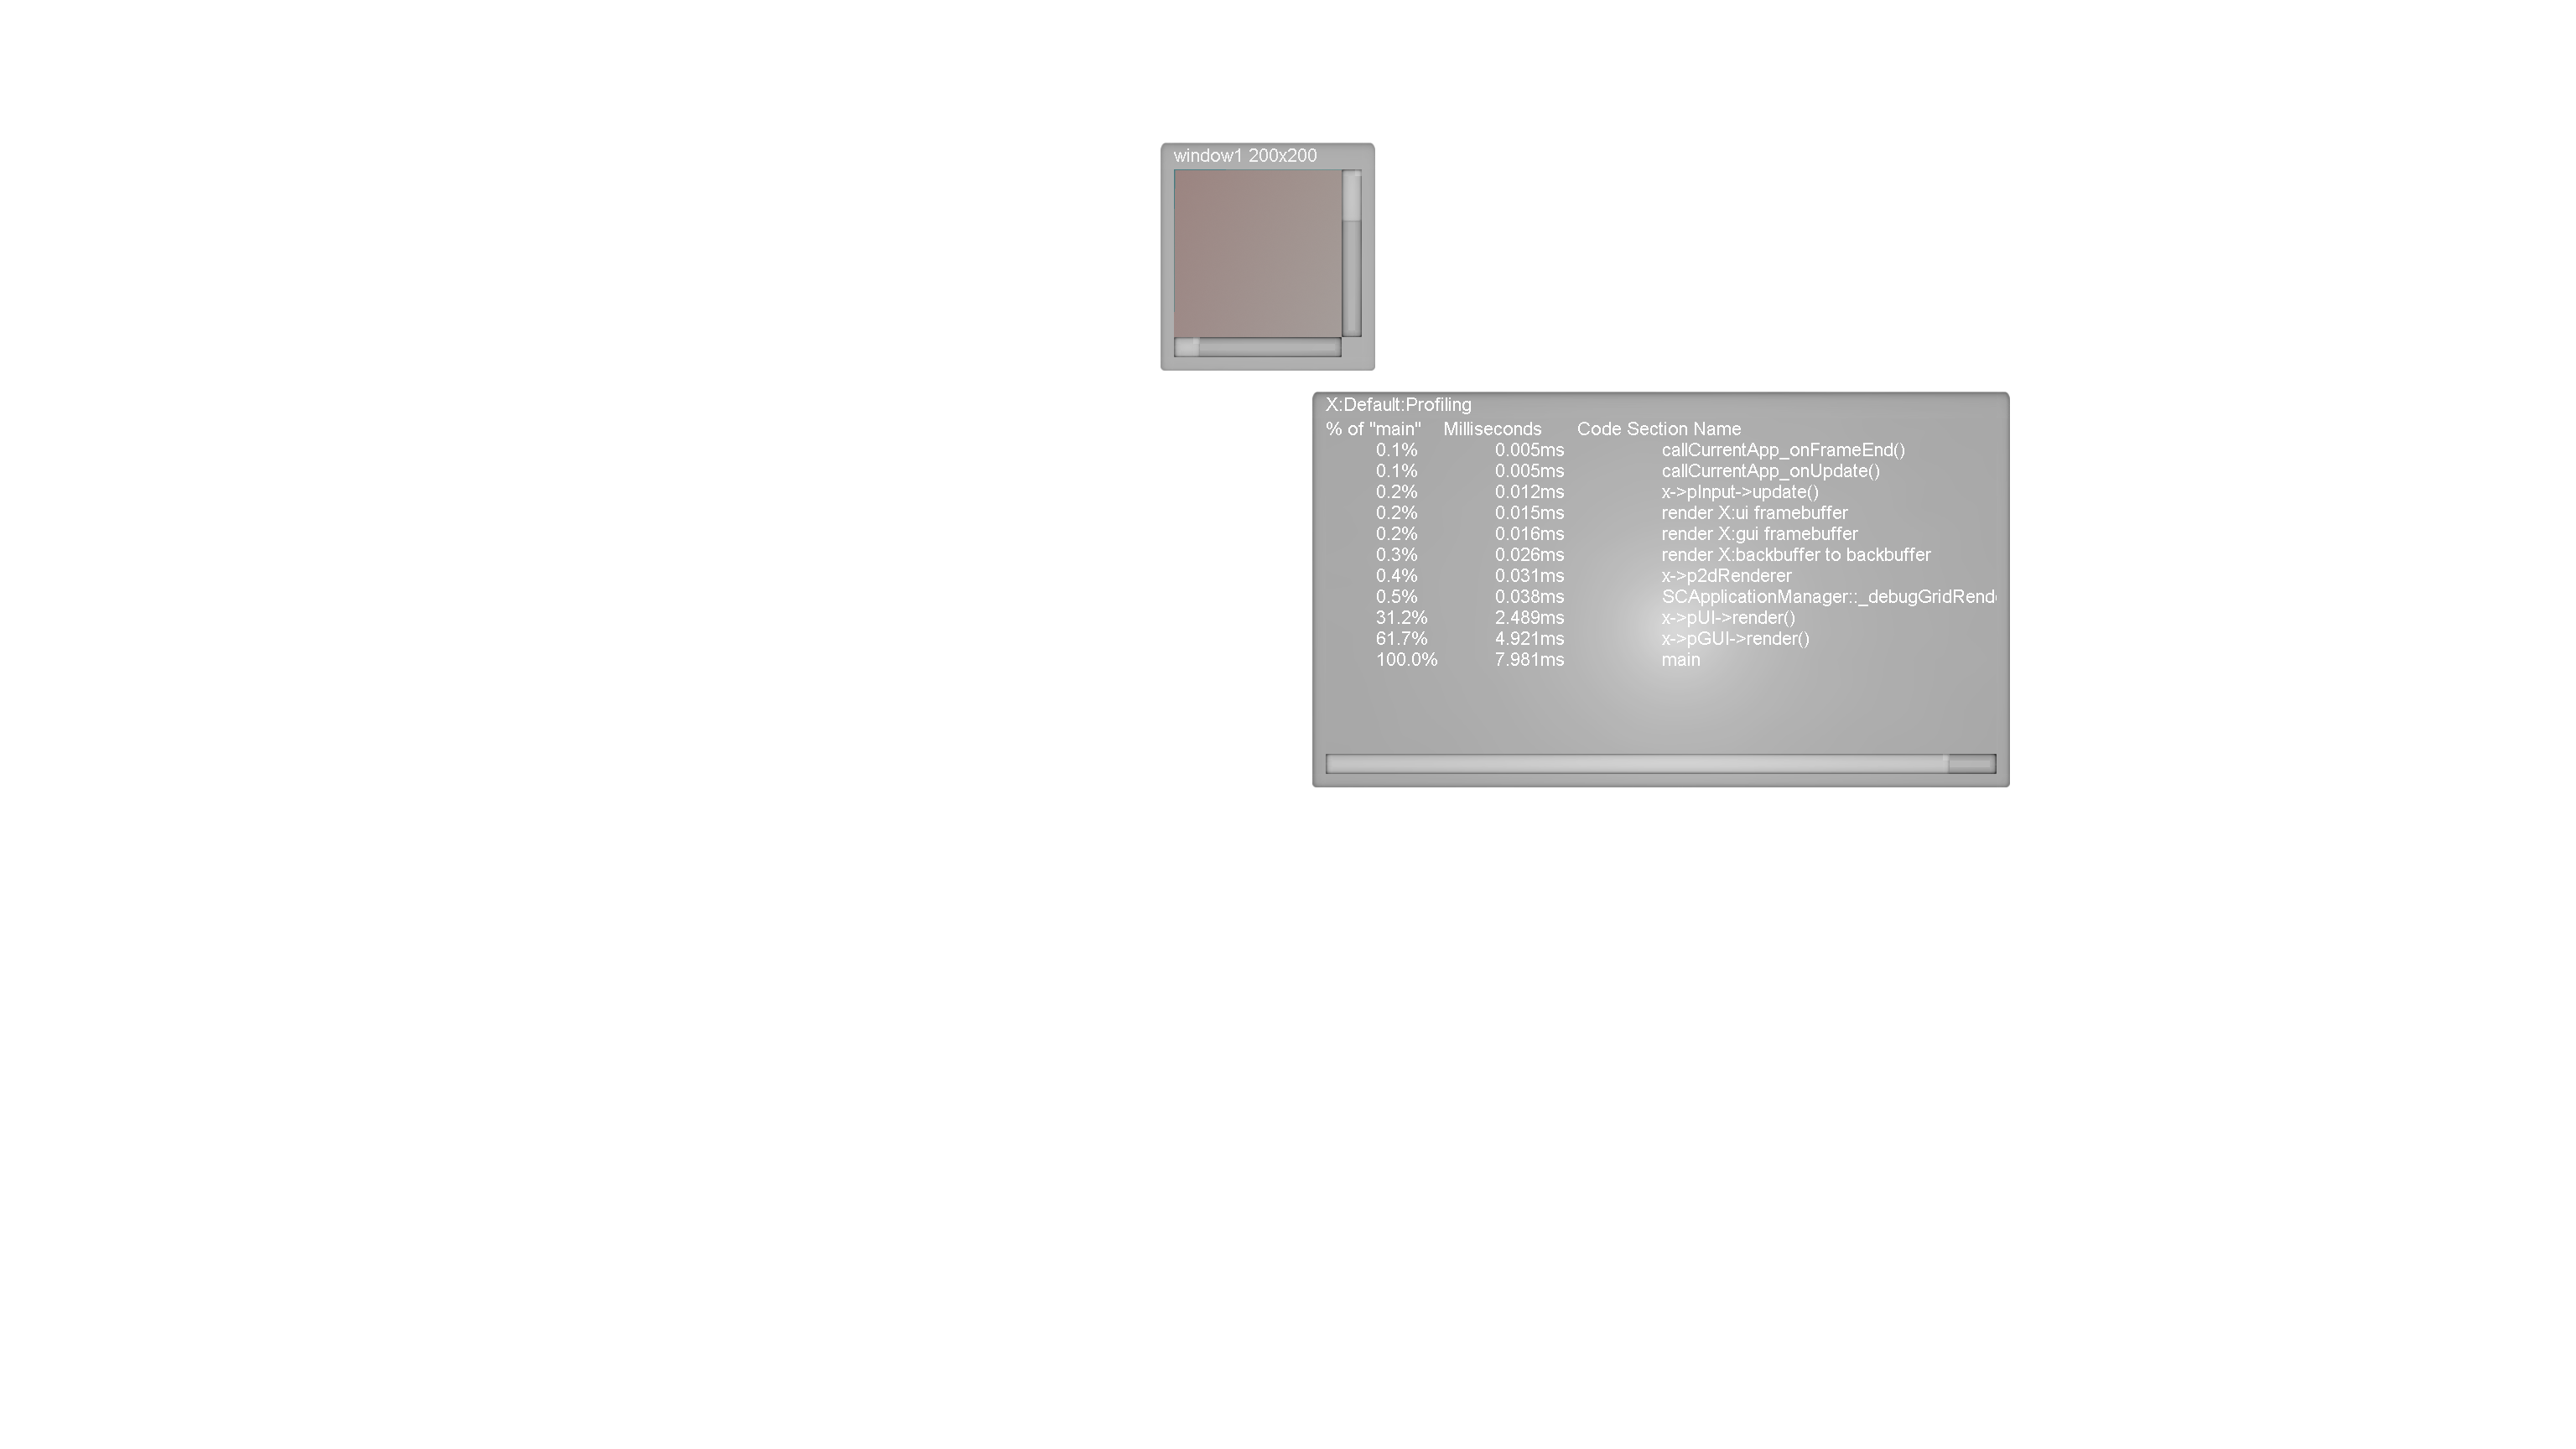 window1 200x200
X:Default:Profiling
% of "main" Milliseconds Code Section Name
0.1% 0.005ms callCurrentApp_onFrameEnd()
0.1% 0.005ms callCurrentApp_onUpdate()
0.2% 0.012ms x->pInput->update()
0.2% 0.015ms render X:ui framebuffer
0.2% 0.016ms render X:gui framebuffer
0.3% 0.026ms render X:backbuffer to backbuffer
0.4% 0.031ms x->p2dRenderer
0.5% 0.038ms SCApplicationManager::_debugGridRend
31.2% 2.489ms x->pUI->render()
61.7% 4.921ms x->pGUI->render()
100.0% 7.981ms main